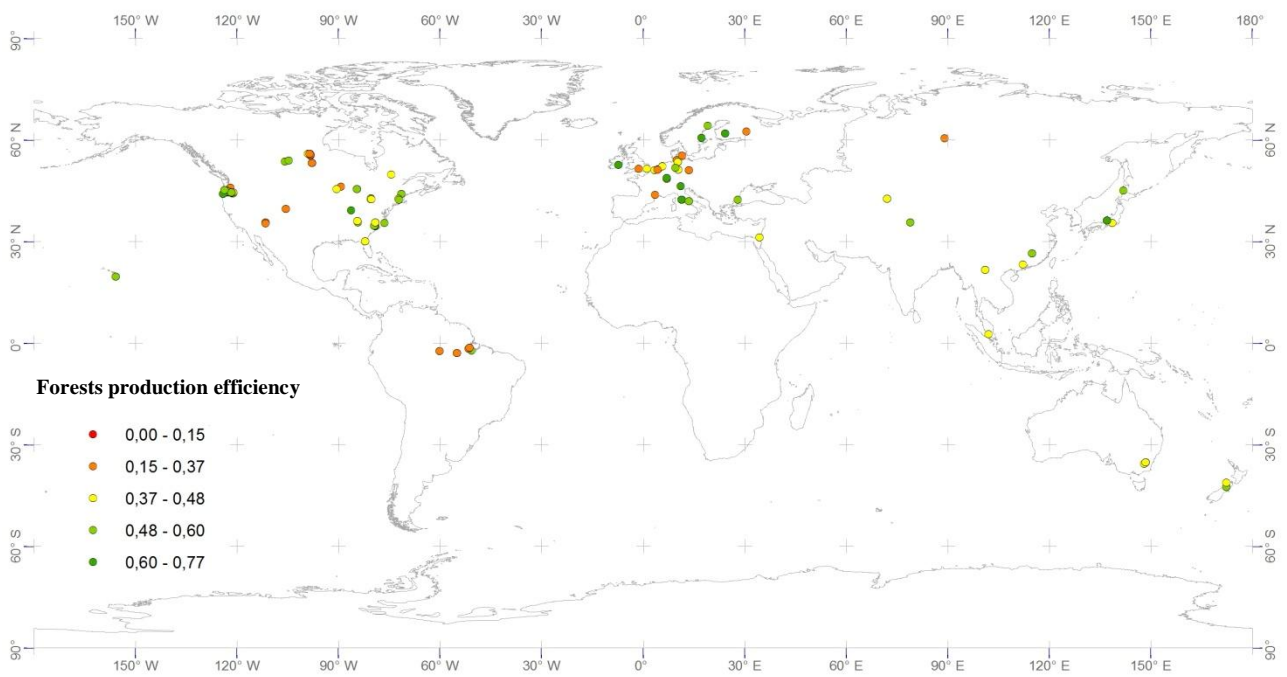 150° W 120° W 90° W 60° W 30° W 0° 30° E 60° E 90° E 120° E 150° E 180°
90° 90°
60° N 60° N
30° N 30° N
0° 0°
Forests production efficiency
0,00 - 0,15
30° S 30° S
0,15 - 0,37
0,37 - 0,48
0,48 - 0,60
60° S 60° S
0,60 - 0,77
90° 90°
150° W 120° W 90° W 60° W 30° W 0° 30° E 60° E 90° E 120° E 150° E 180°